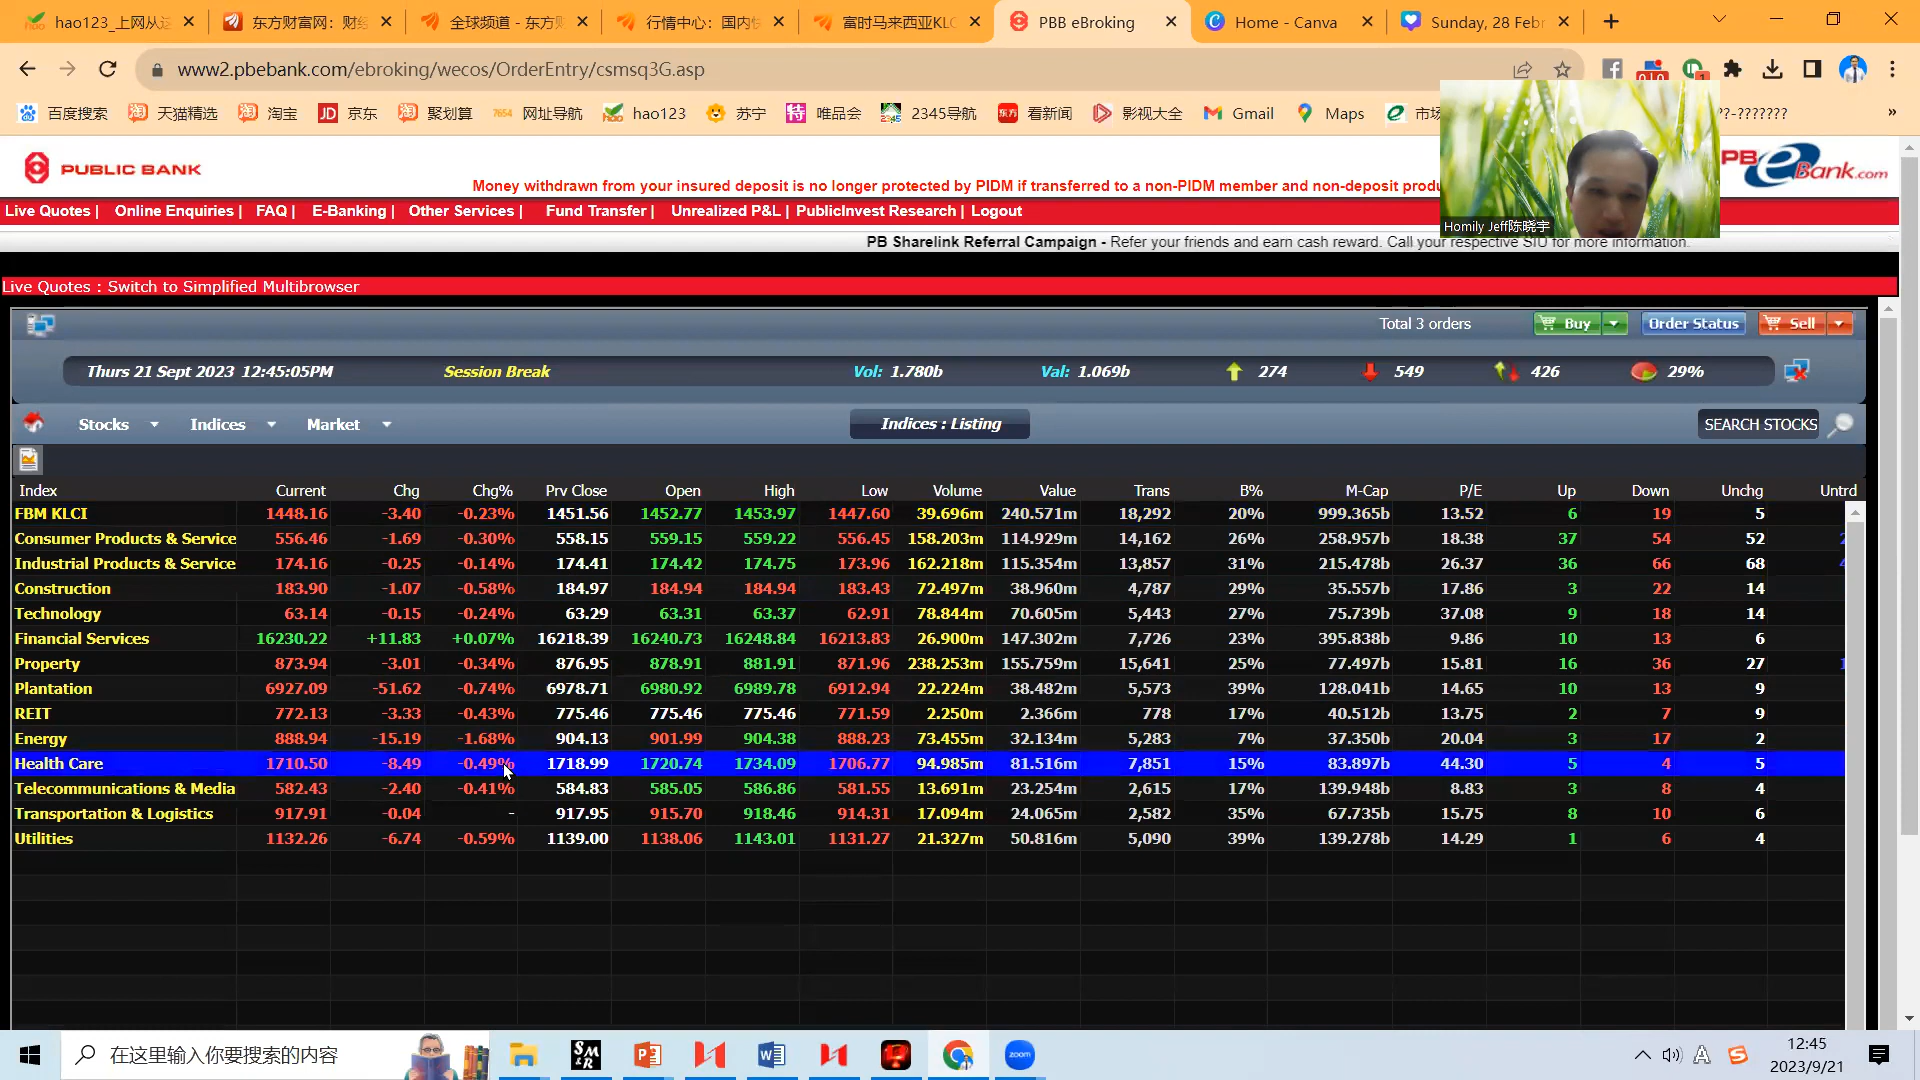 hao123_上网从这
东方财富网：财经
全球频道 - 东方财
行情中心：国内快
富时马来西亚KLC
PBB eBroking
Home - Canva
Sunday, 28 Febr
www2.pbebank.com/ebroking/wecos/OrderEntry/csmsq3G.asp
百度搜索 天猫精选 淘宝 京东 聚划算 网址导航 hao123 苏宁 唯品会 2345导航 看新闻 影视大全 Gmail Maps 市场 ??-???????
PUBLIC BANK
PBeBank.com
Money withdrawn from your insured deposit is no longer protected by PIDM if transferred to a non-PIDM member and non-deposit produ
Live Quotes | Online Enquiries | FAQ | E-Banking | Other Services | Fund Transfer | Unrealized P&L | PublicInvest Research | Logout
Homily Jeff陈晓宇
PB Sharelink Referral Campaign - Refer your friends and earn cash reward. Call your respective SIU for more information.
Live Quotes : Switch to Simplified Multibrowser
Total 3 orders Buy Order Status Sell
Thurs 21 Sept 2023 12:45:05PM Session Break Vol: 1.780b Val: 1.069b 274 549 426 29%
Stocks Indices Market Indices : Listing SEARCH STOCKS
Index Current Chg Chg% Prv Close Open High Low Volume Value Trans B% M-Cap P/E Up Down Unchg Untrd
FBM KLCI 1448.16 -3.40 -0.23% 1451.56 1452.77 1453.97 1447.60 39.696m 240.571m 18,292 20% 999.365b 13.52 6 19 5
Consumer Products & Service 556.46 -1.69 -0.30% 558.15 559.15 559.22 556.45 158.203m 114.929m 14,162 26% 258.957b 18.38 37 54 52
Industrial Products & Service 174.16 -0.25 -0.14% 174.41 174.42 174.75 173.96 162.218m 115.354m 13,857 31% 215.478b 26.37 36 66 68
Construction 183.90 -1.07 -0.58% 184.97 184.94 184.94 183.43 72.497m 38.960m 4,787 29% 35.557b 17.86 3 22 14
Technology 63.14 -0.15 -0.24% 63.29 63.31 63.37 62.91 78.844m 70.605m 5,443 27% 75.739b 37.08 9 18 14
Financial Services 16230.22 +11.83 +0.07% 16218.39 16240.73 16248.84 16213.83 26.900m 147.302m 7,726 23% 395.838b 9.86 10 13 6
Property 873.94 -3.01 -0.34% 876.95 878.91 881.91 871.96 238.253m 155.759m 15,641 25% 77.497b 15.81 16 36 27
Plantation 6927.09 -51.62 -0.74% 6978.71 6980.92 6989.78 6912.94 22.224m 38.482m 5,573 39% 128.041b 14.65 10 13 9
REIT 772.13 -3.33 -0.43% 775.46 775.46 775.46 771.59 2.250m 2.366m 778 17% 40.512b 13.75 2 7 9
Energy 888.94 -15.19 -1.68% 904.13 901.99 904.38 888.23 73.455m 32.134m 5,283 7% 37.350b 20.04 3 17 2
Health Care 1710.50 -8.49 -0.49% 1718.99 1720.74 1734.09 1706.77 94.985m 81.516m 7,851 15% 83.897b 44.30 5 4 5
Telecommunications & Media 582.43 -2.40 -0.41% 584.83 585.05 586.86 581.55 13.691m 23.254m 2,615 17% 139.948b 8.83 3 8 4
Transportation & Logistics 917.91 -0.04 - 917.95 915.70 918.46 914.31 17.094m 24.065m 2,582 35% 67.735b 15.75 8 10 6
Utilities 1132.26 -6.74 -0.59% 1139.00 1138.06 1143.01 1131.27 21.327m 50.816m 5,090 39% 139.278b 14.29 1 6 4
在这里输入你要搜索的内容
zoom
12:45
2023/9/21